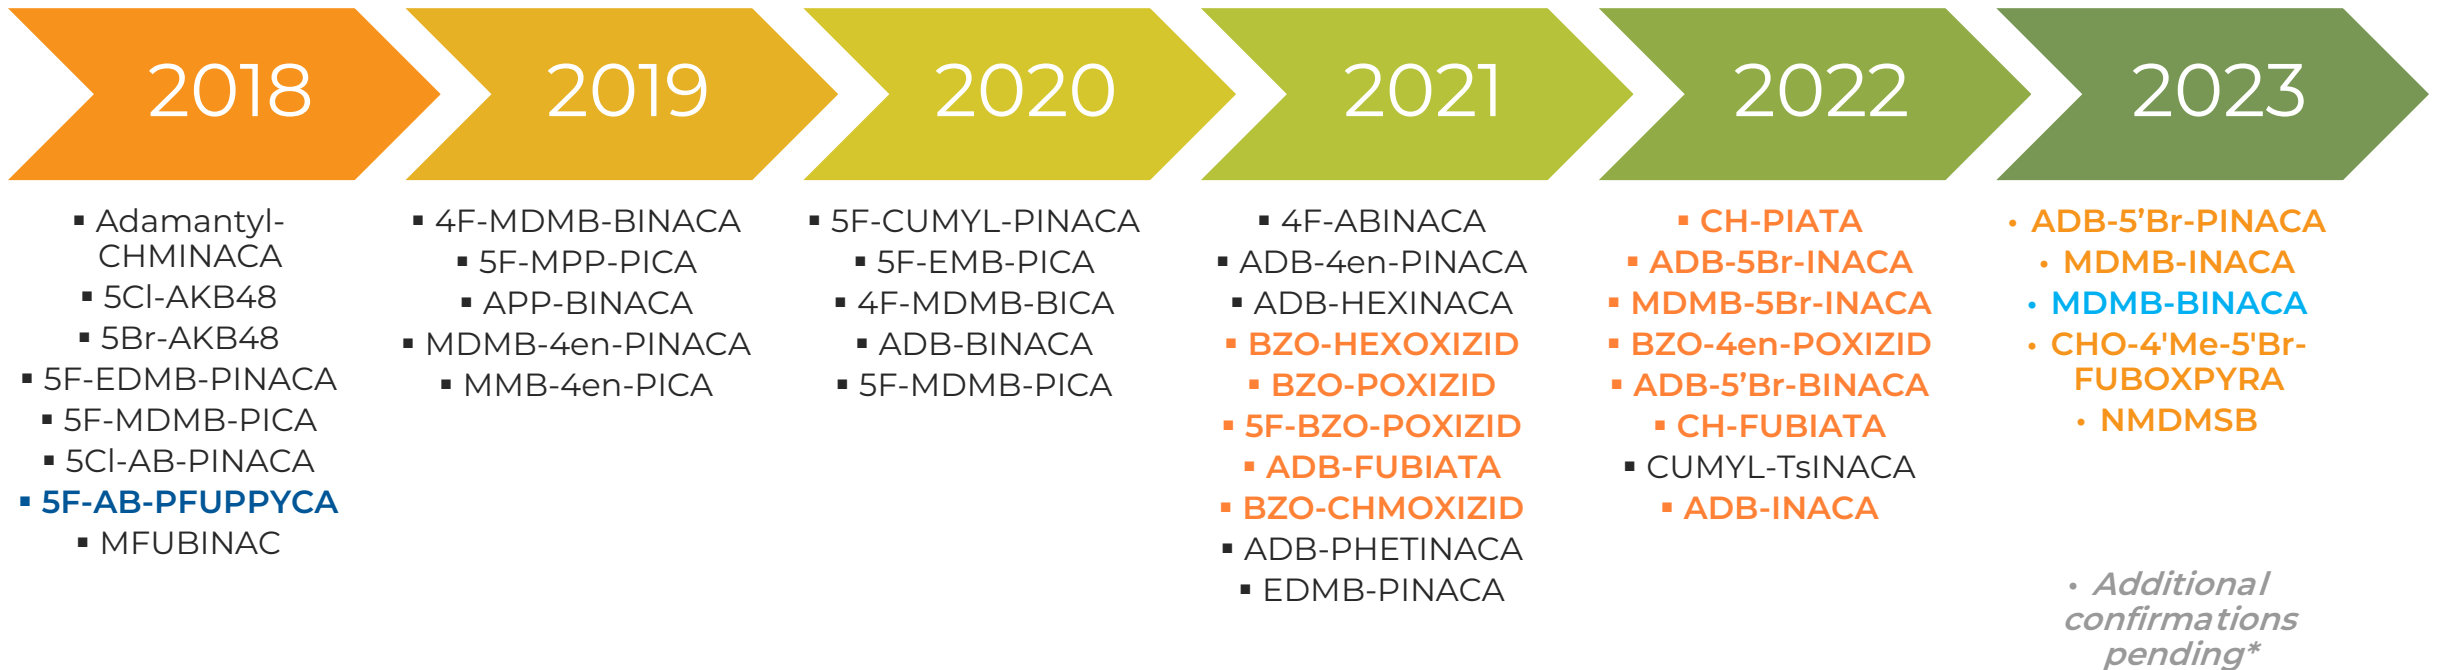 2018
▪ Adamantyl-
CHMINACA
▪ 5Cl-AKB48
▪ 5Br-AKB48
▪ 5F-EDMB-PINACA
▪ 5F-MDMB-PICA
▪ 5Cl-AB-PINACA
▪ 5F-AB-PFUPPYCA
▪ MFUBINAC
2019
▪ 4F-MDMB-BINACA
▪ 5F-MPP-PICA
▪ APP-BINACA
▪ MDMB-4en-PINACA
▪ MMB-4en-PICA
2020
▪ 5F-CUMYL-PINACA
▪ 5F-EMB-PICA
▪ 4F-MDMB-BICA
▪ ADB-BINACA
▪ 5F-MDMB-PICA
2021
▪ 4F-ABINACA
▪ ADB-4en-PINACA
▪ ADB-HEXINACA
▪ BZO-HEXOXIZID
▪ BZO-POXIZID
▪ 5F-BZO-POXIZID
▪ ADB-FUBIATA
▪ BZO-CHMOXIZID
▪ ADB-PHETINACA
▪ EDMB-PINACA
2022
▪ CH-PIATA
▪ ADB-5Br-INACA
▪ MDMB-5Br-INACA
▪ BZO-4en-POXIZID
▪ ADB-5’Br-BINACA
▪ CH-FUBIATA
▪ CUMYL-TsINACA
▪ ADB-INACA
2023
• ADB-5’Br-PINACA
• MDMB-INACA
• MDMB-BINACA
• CHO-4'Me-5'Br-
FUBOXPYRA
• NMDMSB
• Additional
confirmations
pending*